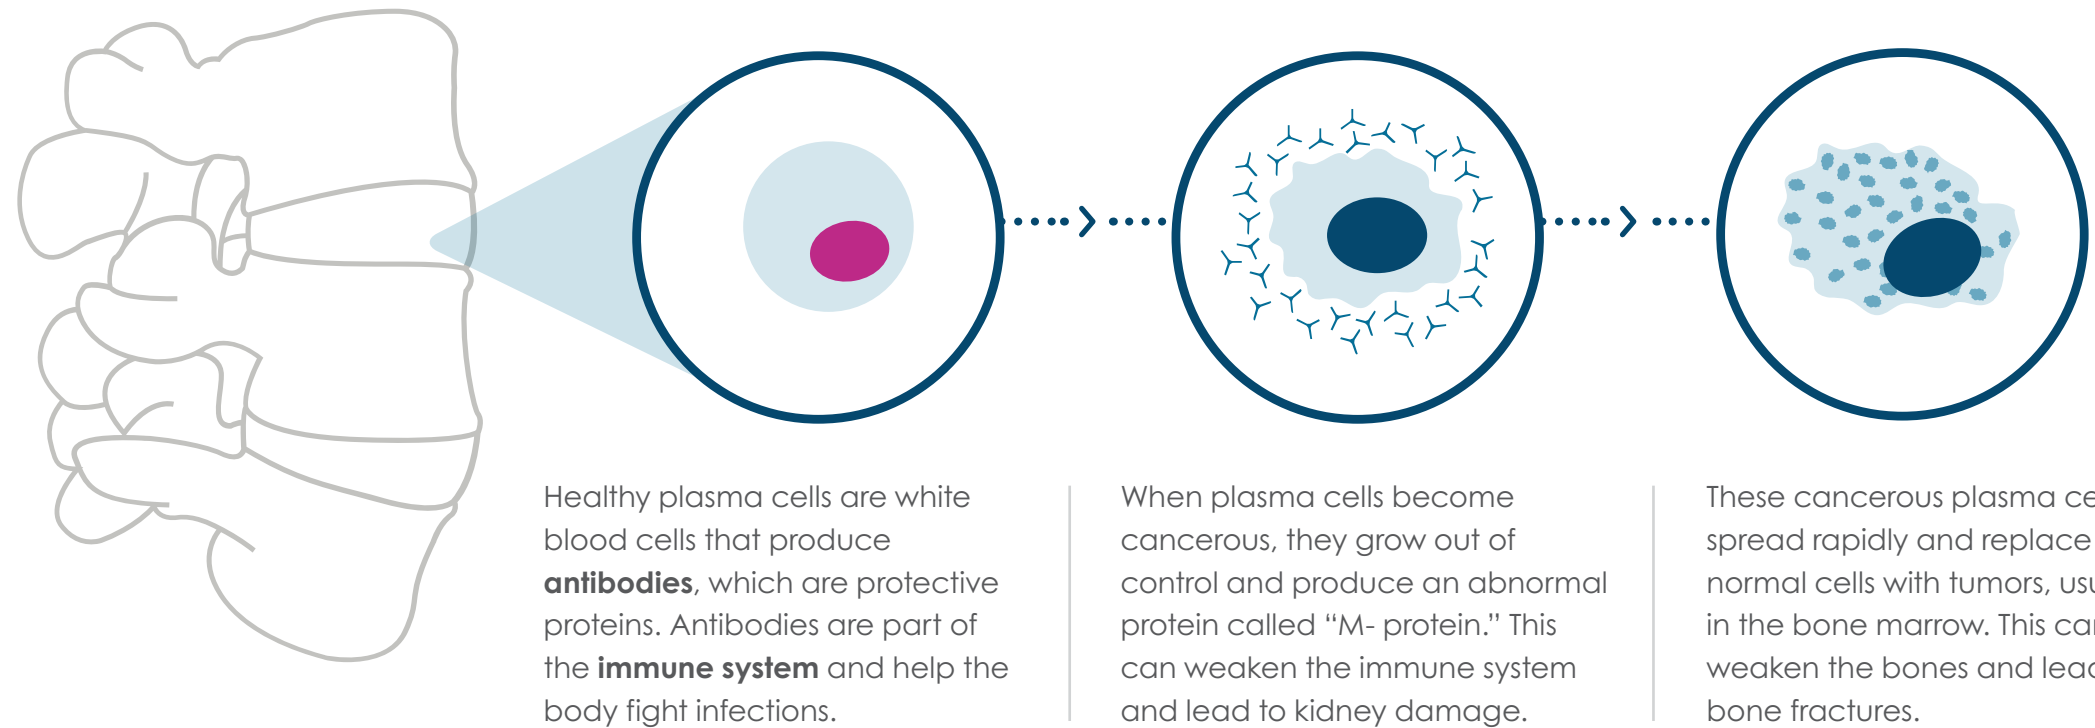 Healthy plasma cells are white
blood cells that produce
antibodies, which are protective
proteins. Antibodies are part of
the immune system and help the
body fight infections.
When plasma cells become
cancerous, they grow out of
control and produce an abnormal
protein called “M- protein.” This
can weaken the immune system
and lead to kidney damage.
These cancerous plasma
spread rapidly and replace
normal cells with tumors,
in the bone marrow. This
weaken the bones and
bone fractures.